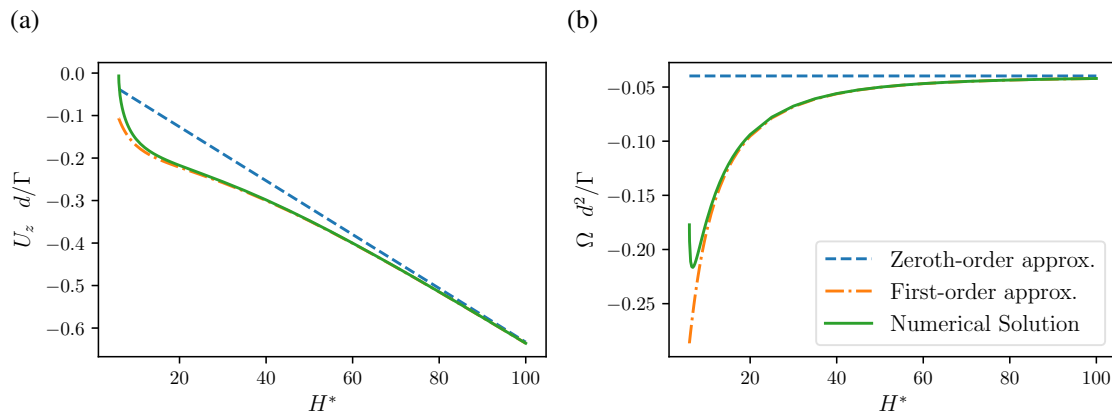 (a)
0.0
−0.1
−0.2
−0.3
−0.4
−0.5
−0.6
U_z d/Γ
20
40
60
80
100
H*
(b)
−0.05
−0.10
−0.15
−0.20
−0.25
Ω d²/Γ
20
40
60
80
100
H*
Zeroth-order approx.
First-order approx.
Numerical Solution